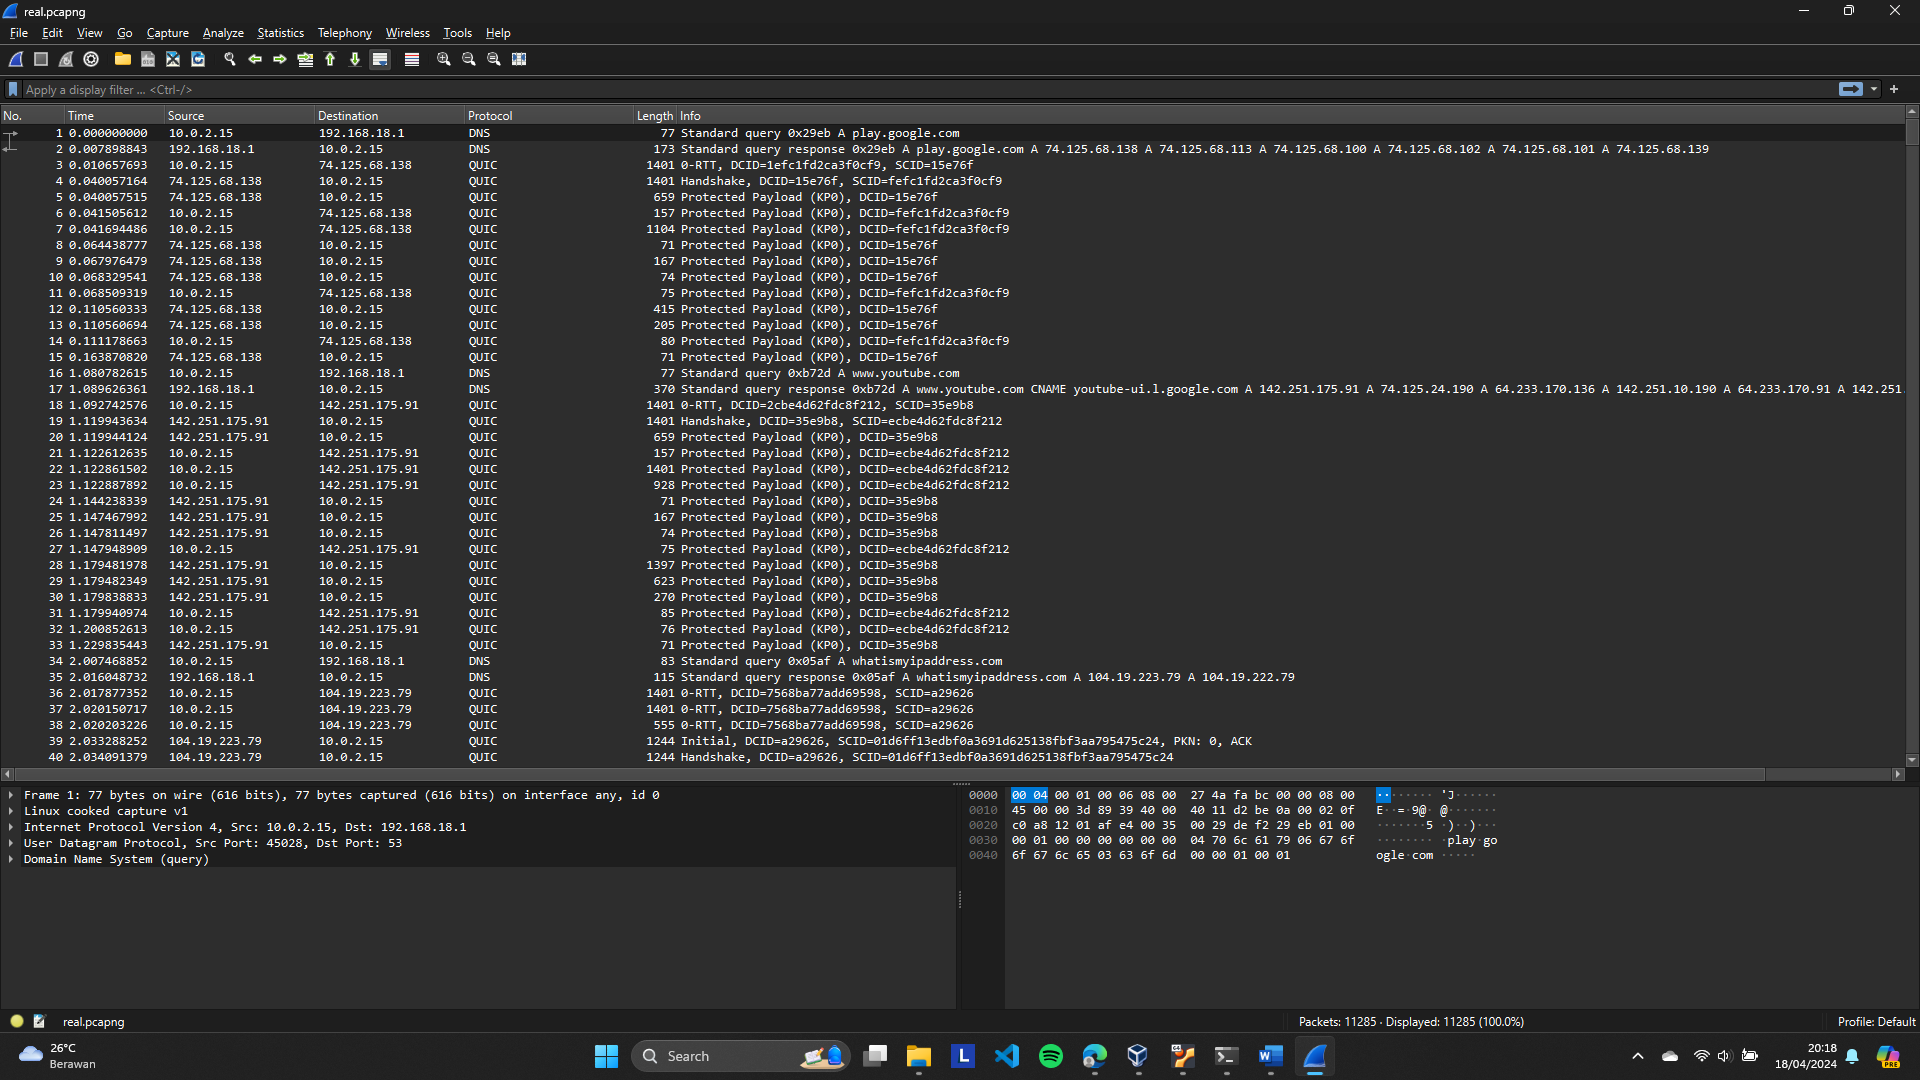 real.pcapng
File Edit View Go Capture Analyze Statistics Telephony Wireless Tools Help
Apply a display filter ... <Ctrl-/>
No. Time Source Destination Protocol Length Info
1 0.000000000 10.0.2.15 192.168.18.1 DNS 77 Standard query 0x29eb A play.google.com
2 0.007898843 192.168.18.1 10.0.2.15 DNS 173 Standard query response 0x29eb A play.google.com A 74.125.68.138 A 74.125.68.113 A 74.125.68.100 A 74.125.68.102 A 74.125.68.101 A 74.125.68.139
3 0.010657693 10.0.2.15 74.125.68.138 QUIC 1401 0-RTT, DCID=1efc1fd2ca3f0cf9, SCID=15e76f
4 0.040057164 74.125.68.138 10.0.2.15 QUIC 1401 Handshake, DCID=15e76f, SCID=fefc1fd2ca3f0cf9
5 0.040057515 74.125.68.138 10.0.2.15 QUIC 659 Protected Payload (KP0), DCID=15e76f
6 0.041505612 10.0.2.15 74.125.68.138 QUIC 157 Protected Payload (KP0), DCID=fefc1fd2ca3f0cf9
7 0.041694486 10.0.2.15 74.125.68.138 QUIC 1104 Protected Payload (KP0), DCID=fefc1fd2ca3f0cf9
8 0.064438777 74.125.68.138 10.0.2.15 QUIC 71 Protected Payload (KP0), DCID=15e76f
9 0.067976479 74.125.68.138 10.0.2.15 QUIC 167 Protected Payload (KP0), DCID=15e76f
10 0.068329541 74.125.68.138 10.0.2.15 QUIC 74 Protected Payload (KP0), DCID=15e76f
11 0.068509319 10.0.2.15 74.125.68.138 QUIC 75 Protected Payload (KP0), DCID=fefc1fd2ca3f0cf9
12 0.110560333 74.125.68.138 10.0.2.15 QUIC 415 Protected Payload (KP0), DCID=15e76f
13 0.110560694 74.125.68.138 10.0.2.15 QUIC 205 Protected Payload (KP0), DCID=15e76f
14 0.111178663 10.0.2.15 74.125.68.138 QUIC 80 Protected Payload (KP0), DCID=fefc1fd2ca3f0cf9
15 0.163870820 74.125.68.138 10.0.2.15 QUIC 71 Protected Payload (KP0), DCID=15e76f
16 1.080782615 10.0.2.15 192.168.18.1 DNS 77 Standard query 0xb72d A www.youtube.com
17 1.089626361 192.168.18.1 10.0.2.15 DNS 370 Standard query response 0xb72d A www.youtube.com CNAME youtube-ui.l.google.com A 142.251.175.91 A 74.125.24.190 A 64.233.170.136 A 142.251.10.190 A 64.233.170.91 A 142.251.
18 1.092742576 10.0.2.15 142.251.175.91 QUIC 1401 0-RTT, DCID=2cbe4d62fdc8f212, SCID=35e9b8
19 1.119943634 142.251.175.91 10.0.2.15 QUIC 1401 Handshake, DCID=35e9b8, SCID=ecbe4d62fdc8f212
20 1.119944124 142.251.175.91 10.0.2.15 QUIC 659 Protected Payload (KP0), DCID=35e9b8
21 1.122612635 10.0.2.15 142.251.175.91 QUIC 157 Protected Payload (KP0), DCID=ecbe4d62fdc8f212
22 1.122861502 10.0.2.15 142.251.175.91 QUIC 1401 Protected Payload (KP0), DCID=ecbe4d62fdc8f212
23 1.122887892 10.0.2.15 142.251.175.91 QUIC 928 Protected Payload (KP0), DCID=ecbe4d62fdc8f212
24 1.144238339 142.251.175.91 10.0.2.15 QUIC 71 Protected Payload (KP0), DCID=35e9b8
25 1.147467992 142.251.175.91 10.0.2.15 QUIC 167 Protected Payload (KP0), DCID=35e9b8
26 1.147811497 142.251.175.91 10.0.2.15 QUIC 74 Protected Payload (KP0), DCID=35e9b8
27 1.147948909 10.0.2.15 142.251.175.91 QUIC 75 Protected Payload (KP0), DCID=ecbe4d62fdc8f212
28 1.179481978 142.251.175.91 10.0.2.15 QUIC 1397 Protected Payload (KP0), DCID=35e9b8
29 1.179482349 142.251.175.91 10.0.2.15 QUIC 623 Protected Payload (KP0), DCID=35e9b8
30 1.179838833 142.251.175.91 10.0.2.15 QUIC 270 Protected Payload (KP0), DCID=35e9b8
31 1.179940974 10.0.2.15 142.251.175.91 QUIC 85 Protected Payload (KP0), DCID=ecbe4d62fdc8f212
32 1.200852613 10.0.2.15 142.251.175.91 QUIC 76 Protected Payload (KP0), DCID=ecbe4d62fdc8f212
33 1.229835443 142.251.175.91 10.0.2.15 QUIC 71 Protected Payload (KP0), DCID=35e9b8
34 2.007468852 10.0.2.15 192.168.18.1 DNS 83 Standard query 0x05af A whatismyipaddress.com
35 2.016048732 192.168.18.1 10.0.2.15 DNS 115 Standard query response 0x05af A whatismyipaddress.com A 104.19.223.79 A 104.19.222.79
36 2.017877352 10.0.2.15 104.19.223.79 QUIC 1401 0-RTT, DCID=7568ba77add69598, SCID=a29626
37 2.020150717 10.0.2.15 104.19.223.79 QUIC 1401 0-RTT, DCID=7568ba77add69598, SCID=a29626
38 2.020203226 10.0.2.15 104.19.223.79 QUIC 555 0-RTT, DCID=7568ba77add69598, SCID=a29626
39 2.033288252 104.19.223.79 10.0.2.15 QUIC 1244 Initial, DCID=a29626, SCID=01d6ff13edbf0a3691d625138fbf3aa795475c24, PKN: 0, ACK
40 2.034091379 104.19.223.79 10.0.2.15 QUIC 1244 Handshake, DCID=a29626, SCID=01d6ff13edbf0a3691d625138fbf3aa795475c24
Frame 1: 77 bytes on wire (616 bits), 77 bytes captured (616 bits) on interface any, id 0
Linux cooked capture v1
Internet Protocol Version 4, Src: 10.0.2.15, Dst: 192.168.18.1
User Datagram Protocol, Src Port: 45028, Dst Port: 53
Domain Name System (query)
0000 00 04 00 01 00 06 08 00 27 4a fa bc 00 00 08 00 ········ 'J······
0010 45 00 00 3d 89 39 40 00 40 11 d2 be 0a 00 02 0f E··=·9@· @·······
0020 c0 a8 12 01 af e4 00 35 00 29 de f2 29 eb 01 00 ·······5 ·)··)···
0030 00 01 00 00 00 00 00 00 04 70 6c 61 79 06 67 6f ········ ·play·go
0040 6f 67 6c 65 03 63 6f 6d 00 00 01 00 01 ogle·com ·····
real.pcapng
Packets: 11285 · Displayed: 11285 (100.0%)
Profile: Default
26°C
Berawan
Search
L
20:18
18/04/2024
PRE